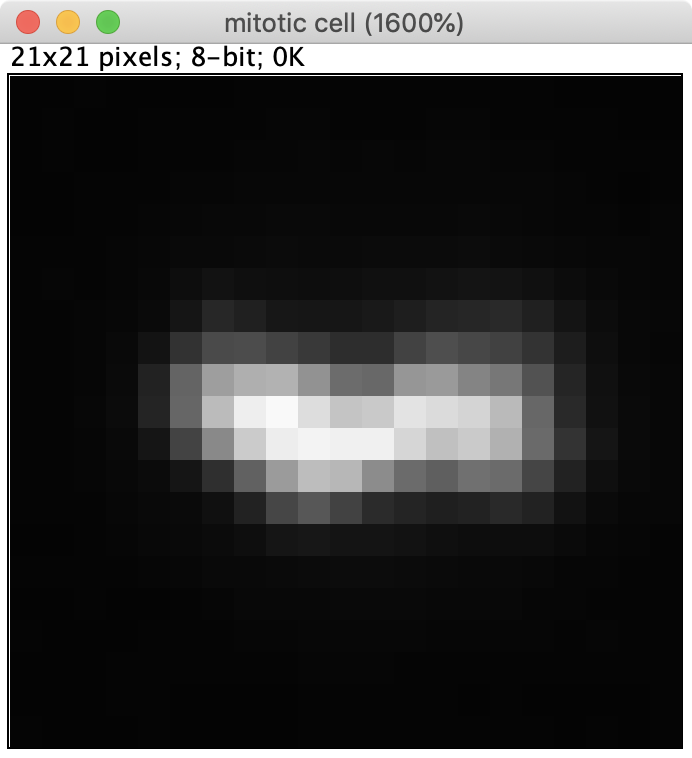 mitotic cell (1600%)
21x21 pixels; 8-bit; 0K